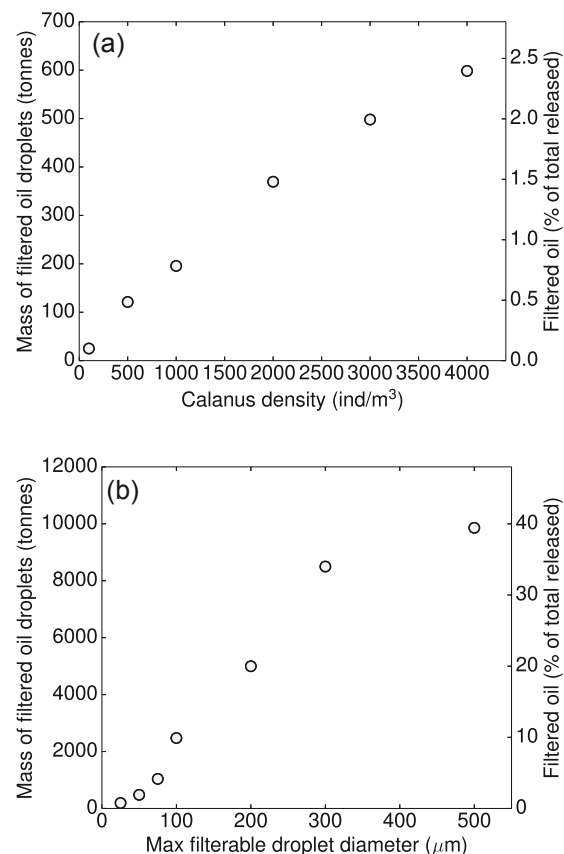 (a)
Mass of filtered oil droplets (tonnes)
700
600
500
400
300
200
100
0
0 500 1000 1500 2000 2500 3000 3500 4000
Calanus density (ind/m³)
2.5
2.0
1.5
1.0
0.5
0.0
Filtered oil (% of total released)
(b)
Mass of filtered oil droplets (tonnes)
12000
10000
8000
6000
4000
2000
0
0 100 200 300 400 500
Max filterable droplet diameter (μm)
40
30
20
10
0
Filtered oil (% of total released)